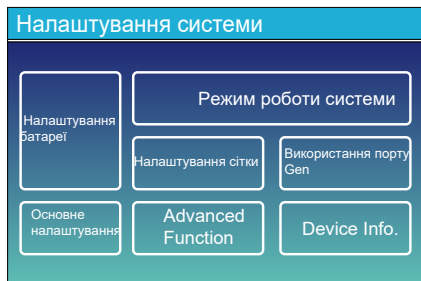 Налаштування системи
Режим роботи системи
Налаштування
батареї
Налаштування сітки
Використання порту
Gen
Основне
налаштування
Advanced
Function
Device Info.